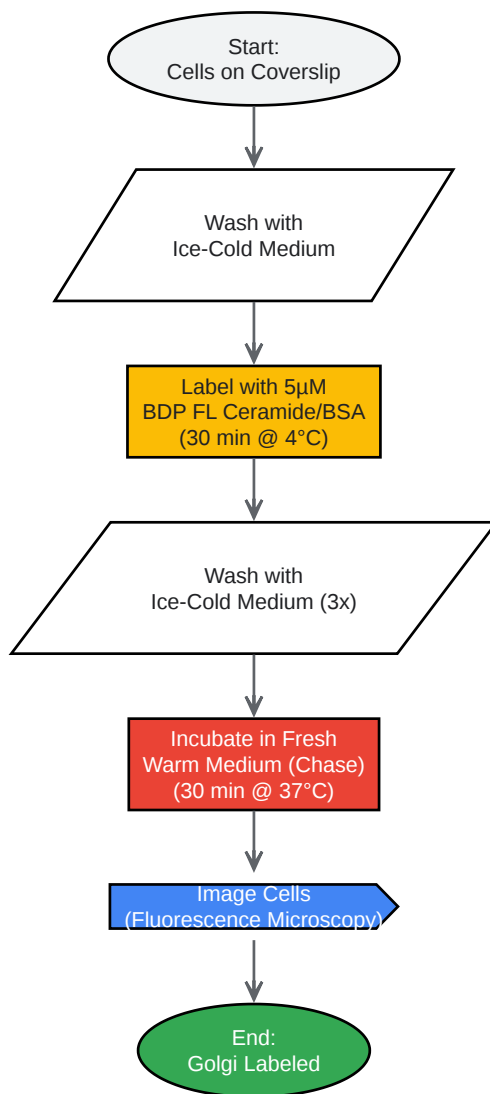 Start:
Cells on Coverslip
Wash with
Ice-Cold Medium
Label with 5µM
BDP FL Ceramide/BSA
(30 min @ 4°C)
Wash with
Ice-Cold Medium (3x)
Incubate in Fresh
Warm Medium (Chase)
(30 min @ 37°C)
Image Cells
(Fluorescence Microscopy)
End:
Golgi Labeled